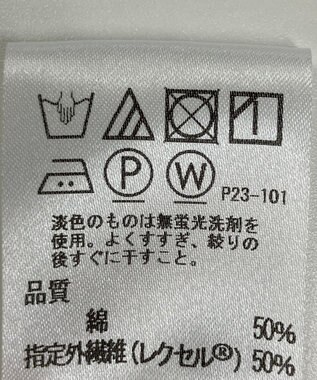 P W P23-101
淡色のものは無蛍光洗剤を
使用。よくすすぎ、絞りの
後すぐに干すこと。
品質
綿 50%
指定外繊維(レクセル®) 50%